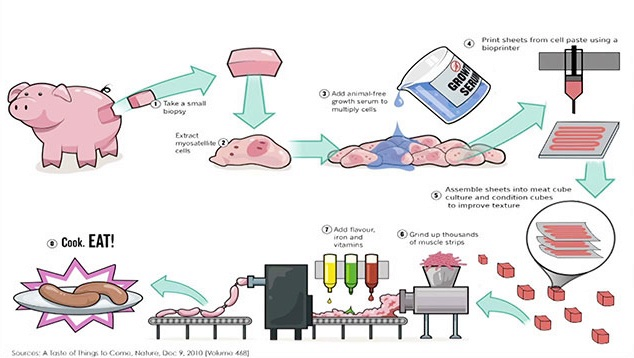 ① Take a small
biopsy
Extract ②
myosatellite
cells
③ Add animal-free
growth serum to
multiply cells
GROWTH
SERUM
④ Print sheets from cell paste using a
bioprinter
⑤ Assemble sheets into meat cube
culture and condition cubes
to improve texture
⑥ Grind up thousands
of muscle strips
⑦ Add flavour,
iron and
vitamins
⑧ Cook. EAT!
Sources: A Taste of Things to Come, Nature, Dec 9, 2010 [Volume 468]